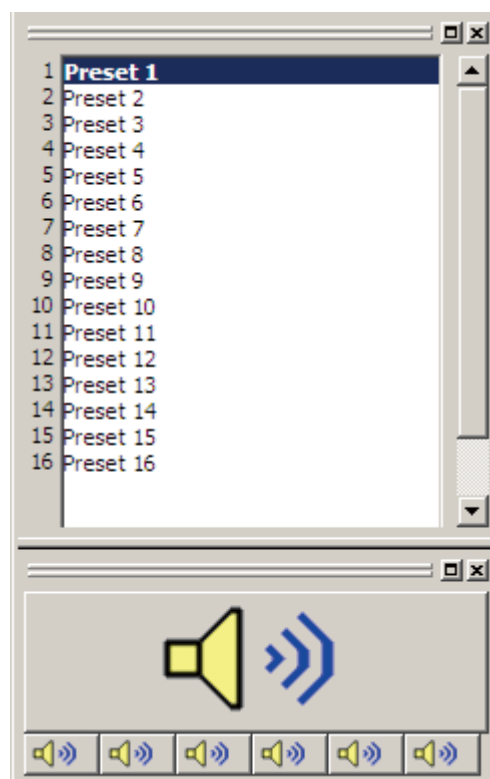 1 Preset 1
2 Preset 2
3 Preset 3
4 Preset 4
5 Preset 5
6 Preset 6
7 Preset 7
8 Preset 8
9 Preset 9
10 Preset 10
11 Preset 11
12 Preset 12
13 Preset 13
14 Preset 14
15 Preset 15
16 Preset 16